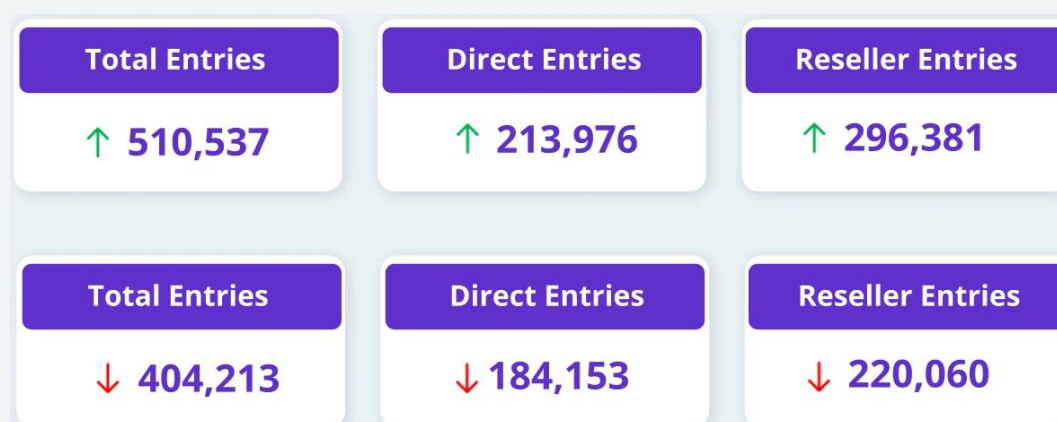 Total Entries
Direct Entries
Reseller Entries
↑ 510,537
↑ 213,976
↑ 296,381
Total Entries
Direct Entries
Reseller Entries
↓ 404,213
↓ 184,153
↓ 220,060